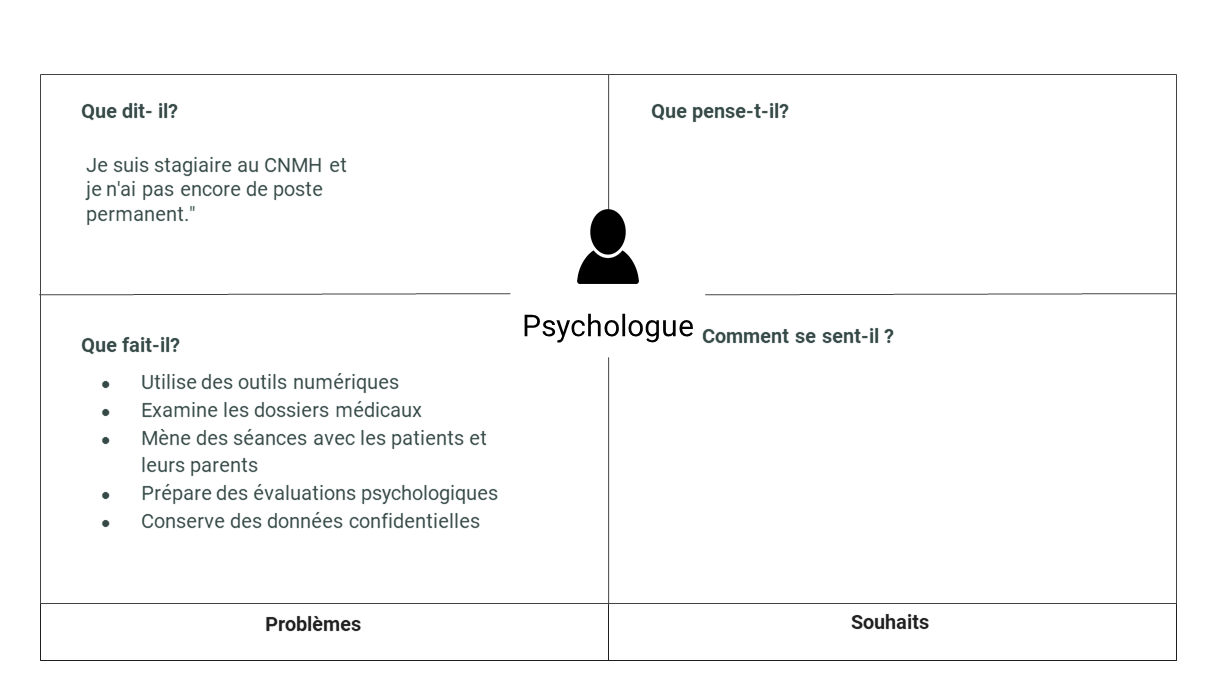 Que dit- il?
Je suis stagiaire au CNMH et
je n'ai pas encore de poste
permanent."
Que pense-t-il?
Psychologue
Que fait-il?
● Utilise des outils numériques
● Examine les dossiers médicaux
● Mène des séances avec les patients et
leurs parents
● Prépare des évaluations psychologiques
● Conserve des données confidentielles
Comment se sent-il ?
Problèmes
Souhaits